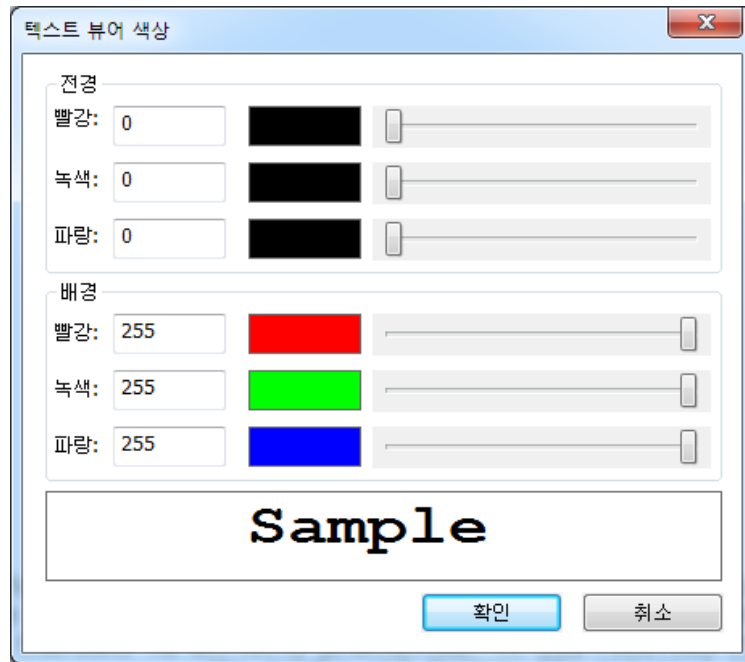 텍스트 뷰어 색상
전경
빨강: 0
녹색: 0
파랑: 0
배경
빨강: 255
녹색: 255
파랑: 255
Sample
확인 취소